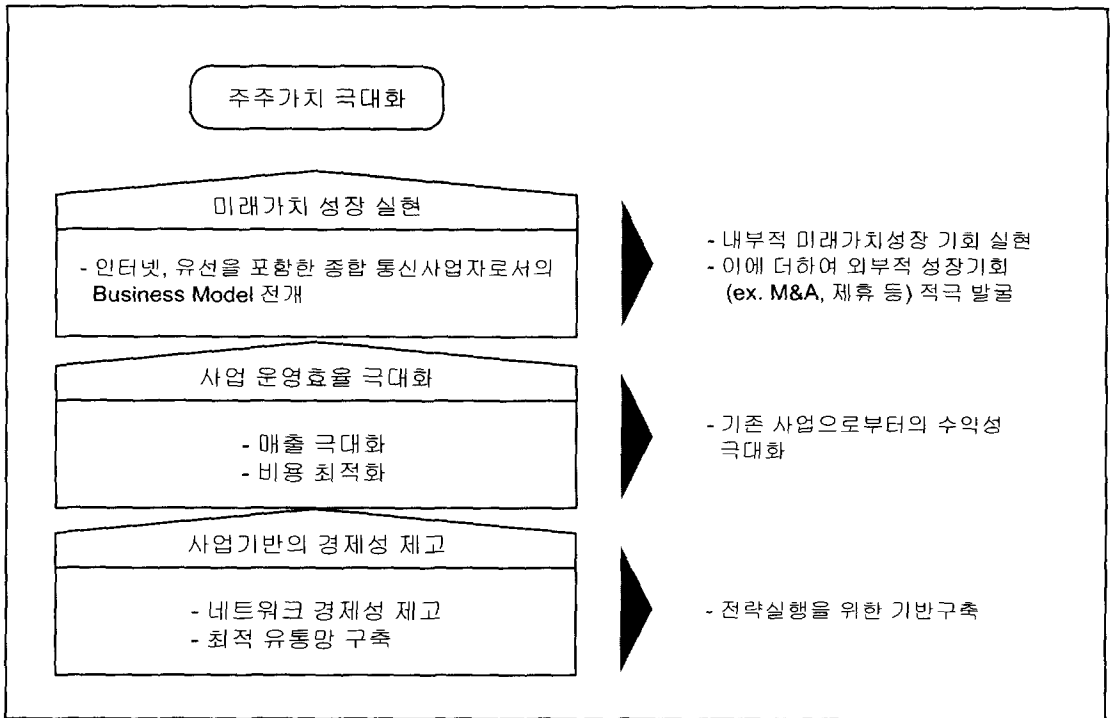 주주가치 극대화
미래가치 성장 실현
- 인터넷, 유선을 포함한 종합 통신사업자로서의
Business Model 전개
- 내부적 미래가치성장 기회 실현
- 이에 더하여 외부적 성장기회
(ex. M&A, 제휴 등) 적극 발굴
사업 운영효율 극대화
- 매출 극대화
- 비용 최적화
- 기존 사업으로부터의 수익성
극대화
사업기반의 경제성 제고
- 네트워크 경제성 제고
- 최적 유통망 구축
- 전략실행을 위한 기반구축